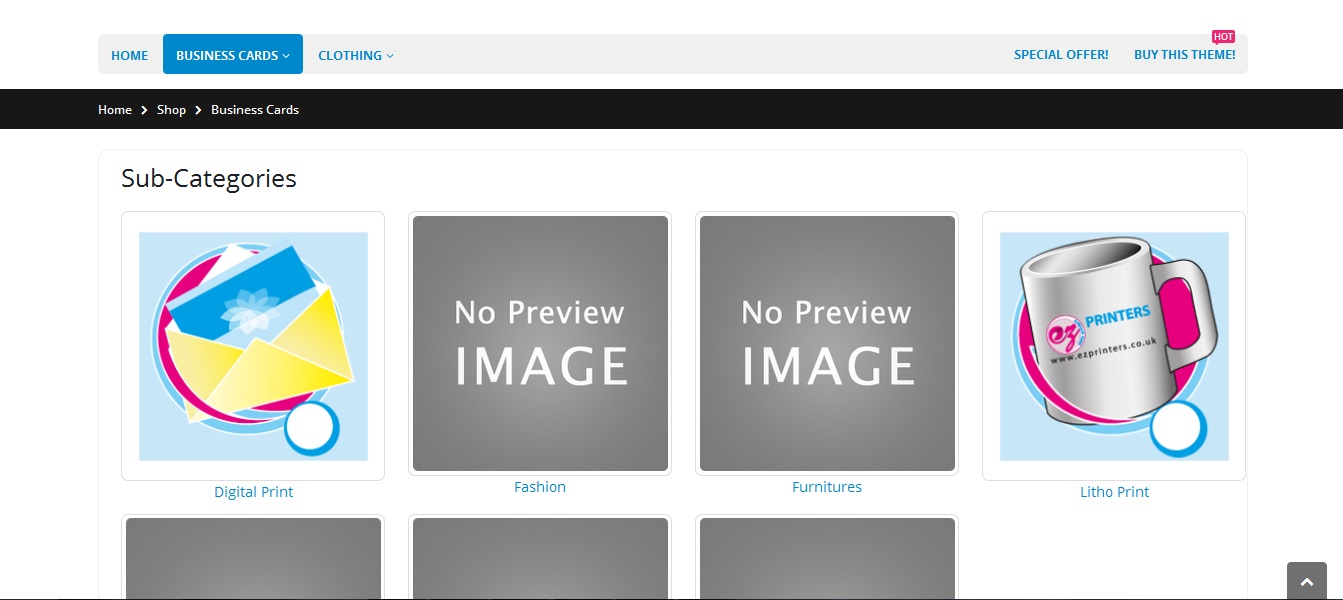 HOT
HOME BUSINESS CARDS CLOTHING SPECIAL OFFER! BUY THIS THEME!
Home Shop Business Cards
Sub-Categories
No Preview
IMAGE
No Preview
IMAGE
ez PRINTERS
www.ezprinters.co.uk
Digital Print
Fashion
Furnitures
Litho Print